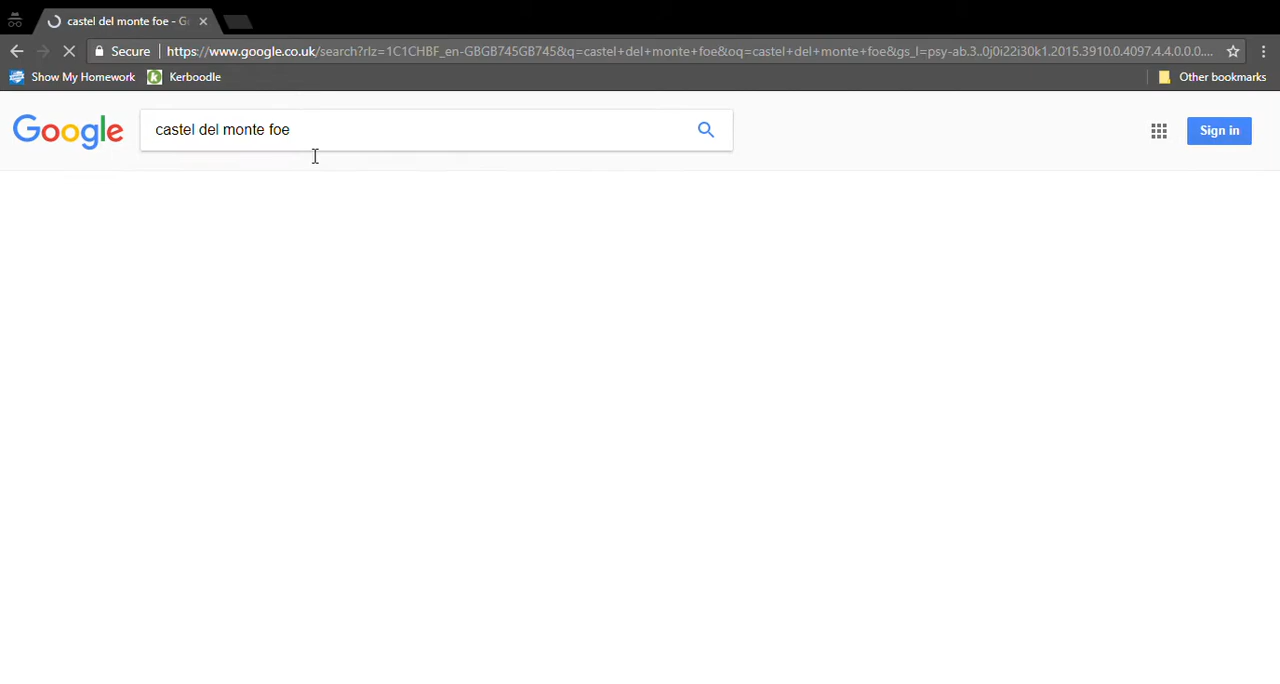 castel del monte foe - G
Secure
https://www.google.co.uk/search?rlz=1C1CHBF_en-GBGB745GB745&q=castel+del+monte+foe&oq=castel+del+monte+foe&gs_l=psy-ab.3..0j0i22i30k1.2015.3910.0.4097.4.4.0.0.0....
Show My Homework
Kerboodle
Other bookmarks
Google
castel del monte foe
Sign in